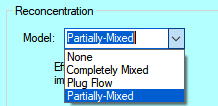 Reconcentration
Model: Partially-Mixed
None
Completely Mixed
Plug Flow
Partially-Mixed